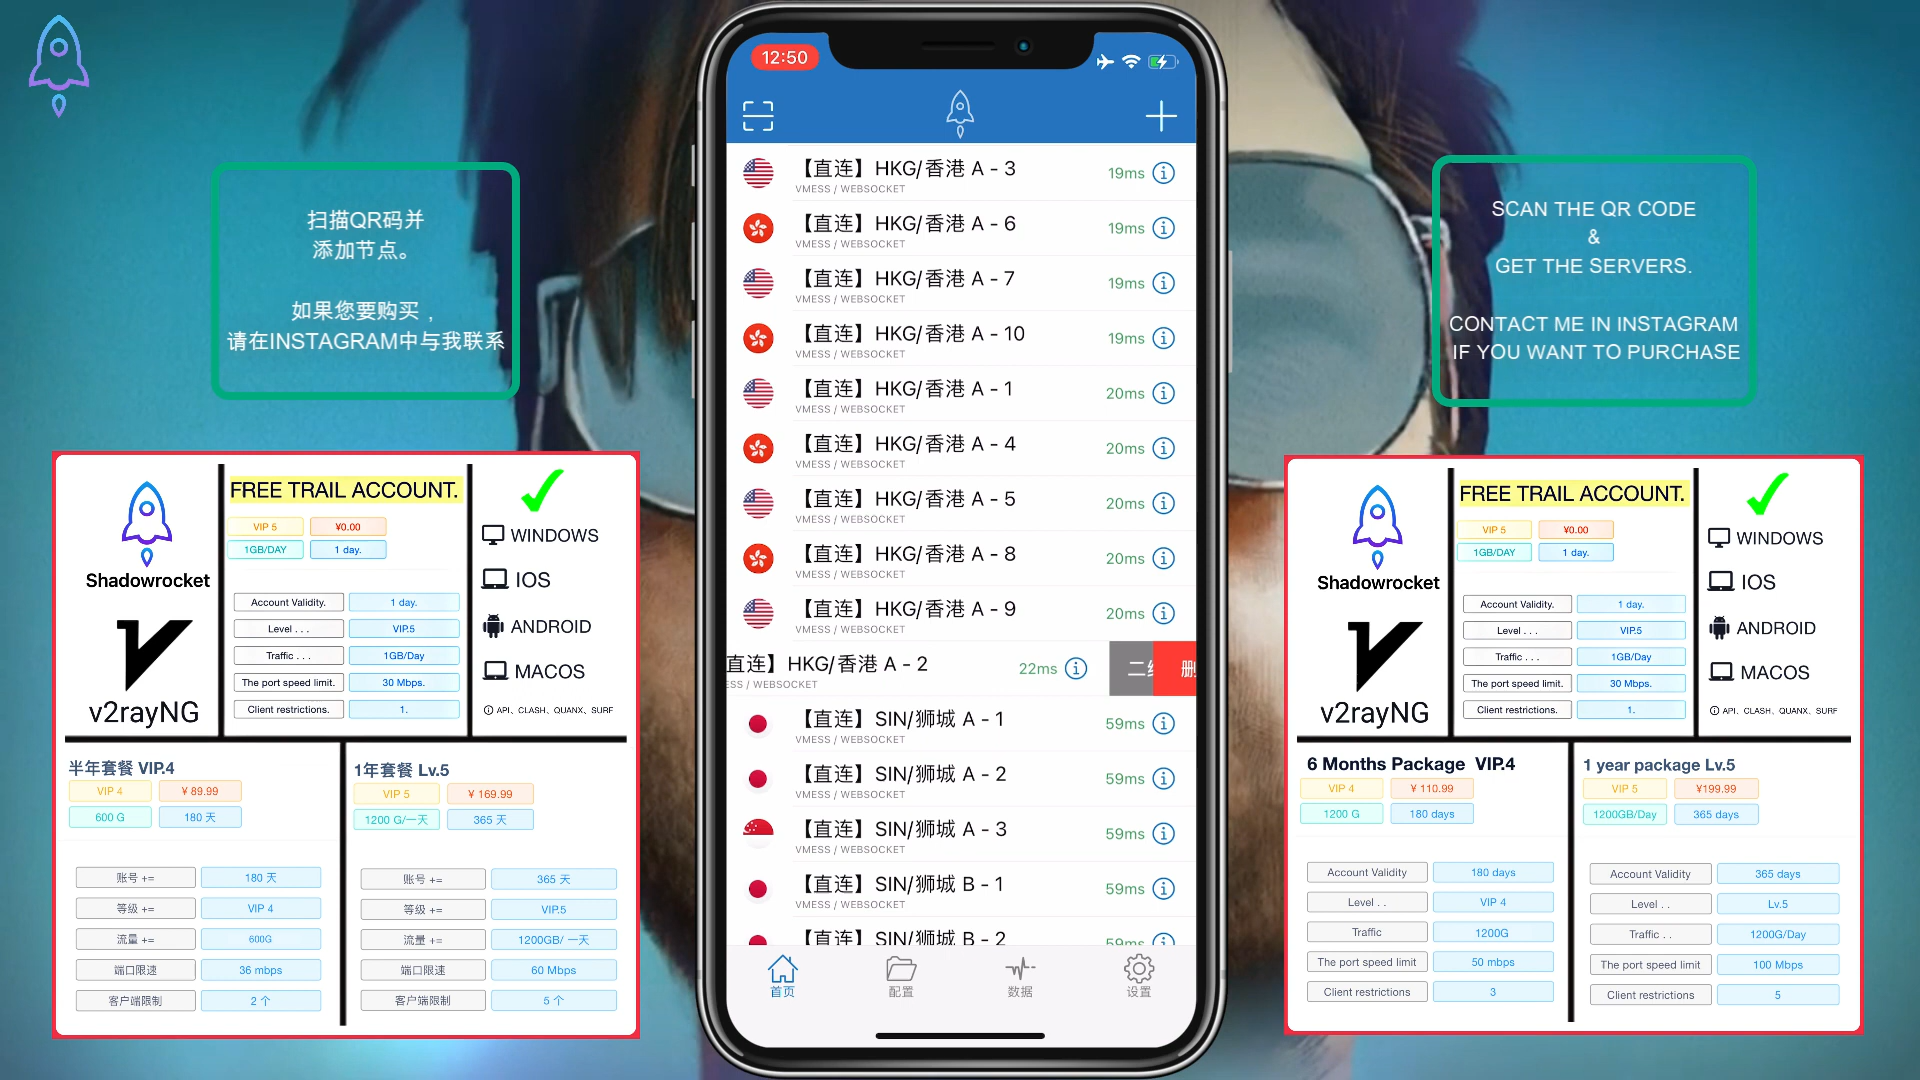 扫描QR码并
添加节点。
如果您要购买，
请在INSTAGRAM中与我联系
FREE TRAIL ACCOUNT.
VIP 5
¥0.00
1GB/DAY
1 day.
Shadowrocket
v2rayNG
Account Validity.
1 day.
Level . . .
VIP.5
Traffic . . .
1GB/Day
The port speed limit.
30 Mbps.
Client restrictions.
1.
WINDOWS
IOS
ANDROID
MACOS
API、CLASH、QUANX、SURF
半年套餐 VIP.4
VIP 4
¥ 89.99
600 G
180 天
账号 +=
180 天
等级 +=
VIP 4
流量 +=
600G
端口限速
36 mbps
客户端限制
2 个
1年套餐 Lv.5
VIP 5
¥ 169.99
1200 G/一天
365 天
账号 +=
365 天
等级 +=
VIP.5
流量 +=
1200GB/ 一天
端口限速
60 Mbps
客户端限制
5 个
12:50
【直连】HKG/香港 A - 3
VMESS / WEBSOCKET
19ms
【直连】HKG/香港 A - 6
VMESS / WEBSOCKET
19ms
【直连】HKG/香港 A - 7
VMESS / WEBSOCKET
19ms
【直连】HKG/香港 A - 10
VMESS / WEBSOCKET
19ms
【直连】HKG/香港 A - 1
VMESS / WEBSOCKET
20ms
【直连】HKG/香港 A - 4
VMESS / WEBSOCKET
20ms
【直连】HKG/香港 A - 5
VMESS / WEBSOCKET
20ms
【直连】HKG/香港 A - 8
VMESS / WEBSOCKET
20ms
【直连】HKG/香港 A - 9
VMESS / WEBSOCKET
20ms
直连】HKG/香港 A - 2
ESS / WEBSOCKET
22ms
二
删
【直连】SIN/狮城 A - 1
VMESS / WEBSOCKET
59ms
【直连】SIN/狮城 A - 2
VMESS / WEBSOCKET
59ms
【直连】SIN/狮城 A - 3
VMESS / WEBSOCKET
59ms
【直连】SIN/狮城 B - 1
VMESS / WEBSOCKET
59ms
【直连】SIN/狮城 B - 2
59ms
首页
配置
数据
设置
SCAN THE QR CODE
&
GET THE SERVERS.
CONTACT ME IN INSTAGRAM
IF YOU WANT TO PURCHASE
FREE TRAIL ACCOUNT.
VIP 5
¥0.00
1GB/DAY
1 day.
Shadowrocket
v2rayNG
Account Validity.
1 day.
Level . . .
VIP.5
Traffic . . .
1GB/Day
The port speed limit.
30 Mbps.
Client restrictions.
1.
WINDOWS
IOS
ANDROID
MACOS
API、CLASH、QUANX、SURF
6 Months Package VIP.4
VIP 4
¥ 110.99
1200 G
180 days
Account Validity
180 days
Level . .
VIP 4
Traffic
1200G
The port speed limit
50 mbps
Client restrictions
3
1 year package Lv.5
VIP 5
¥199.99
1200GB/Day
365 days
Account Validity
365 days
Level . .
Lv.5
Traffic . .
1200G/Day
The port speed limit
100 Mbps
Client restrictions
5